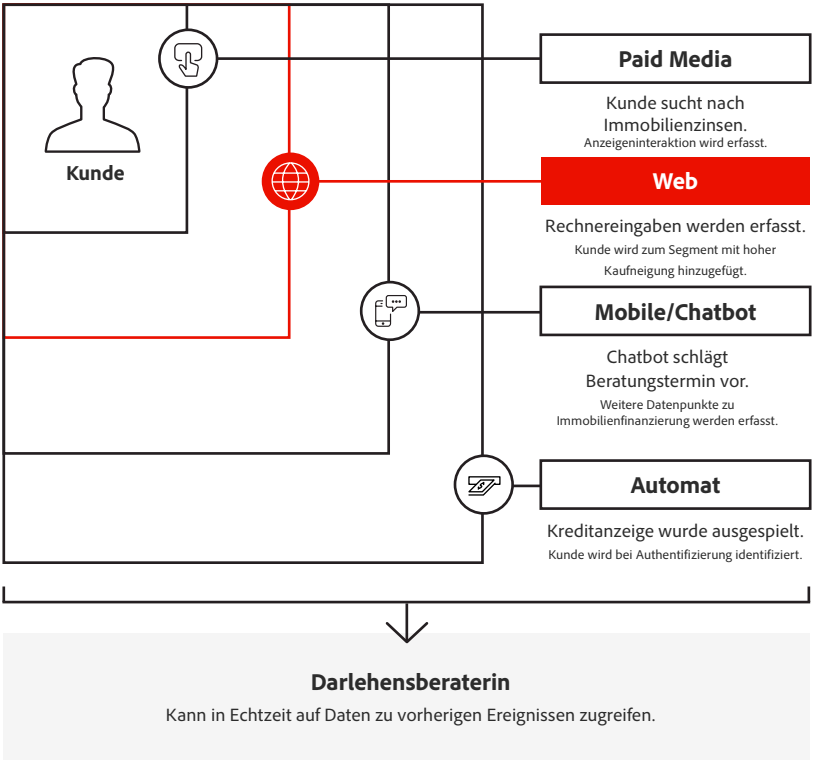 Kunde
Paid Media
Kunde sucht nach
Immobilienzinsen.
Anzeigeninteraktion wird erfasst.
Web
Rechnereingaben werden erfasst.
Kunde wird zum Segment mit hoher
Kaufneigung hinzugefügt.
Mobile/Chatbot
Chatbot schlägt
Beratungstermin vor.
Weitere Datenpunkte zu
Immobilienfinanzierung werden erfasst.
Automat
Kreditanzeige wurde ausgespielt.
Kunde wird bei Authentifizierung identifiziert.
Darlehensberaterin
Kann in Echtzeit auf Daten zu vorherigen Ereignissen zugreifen.